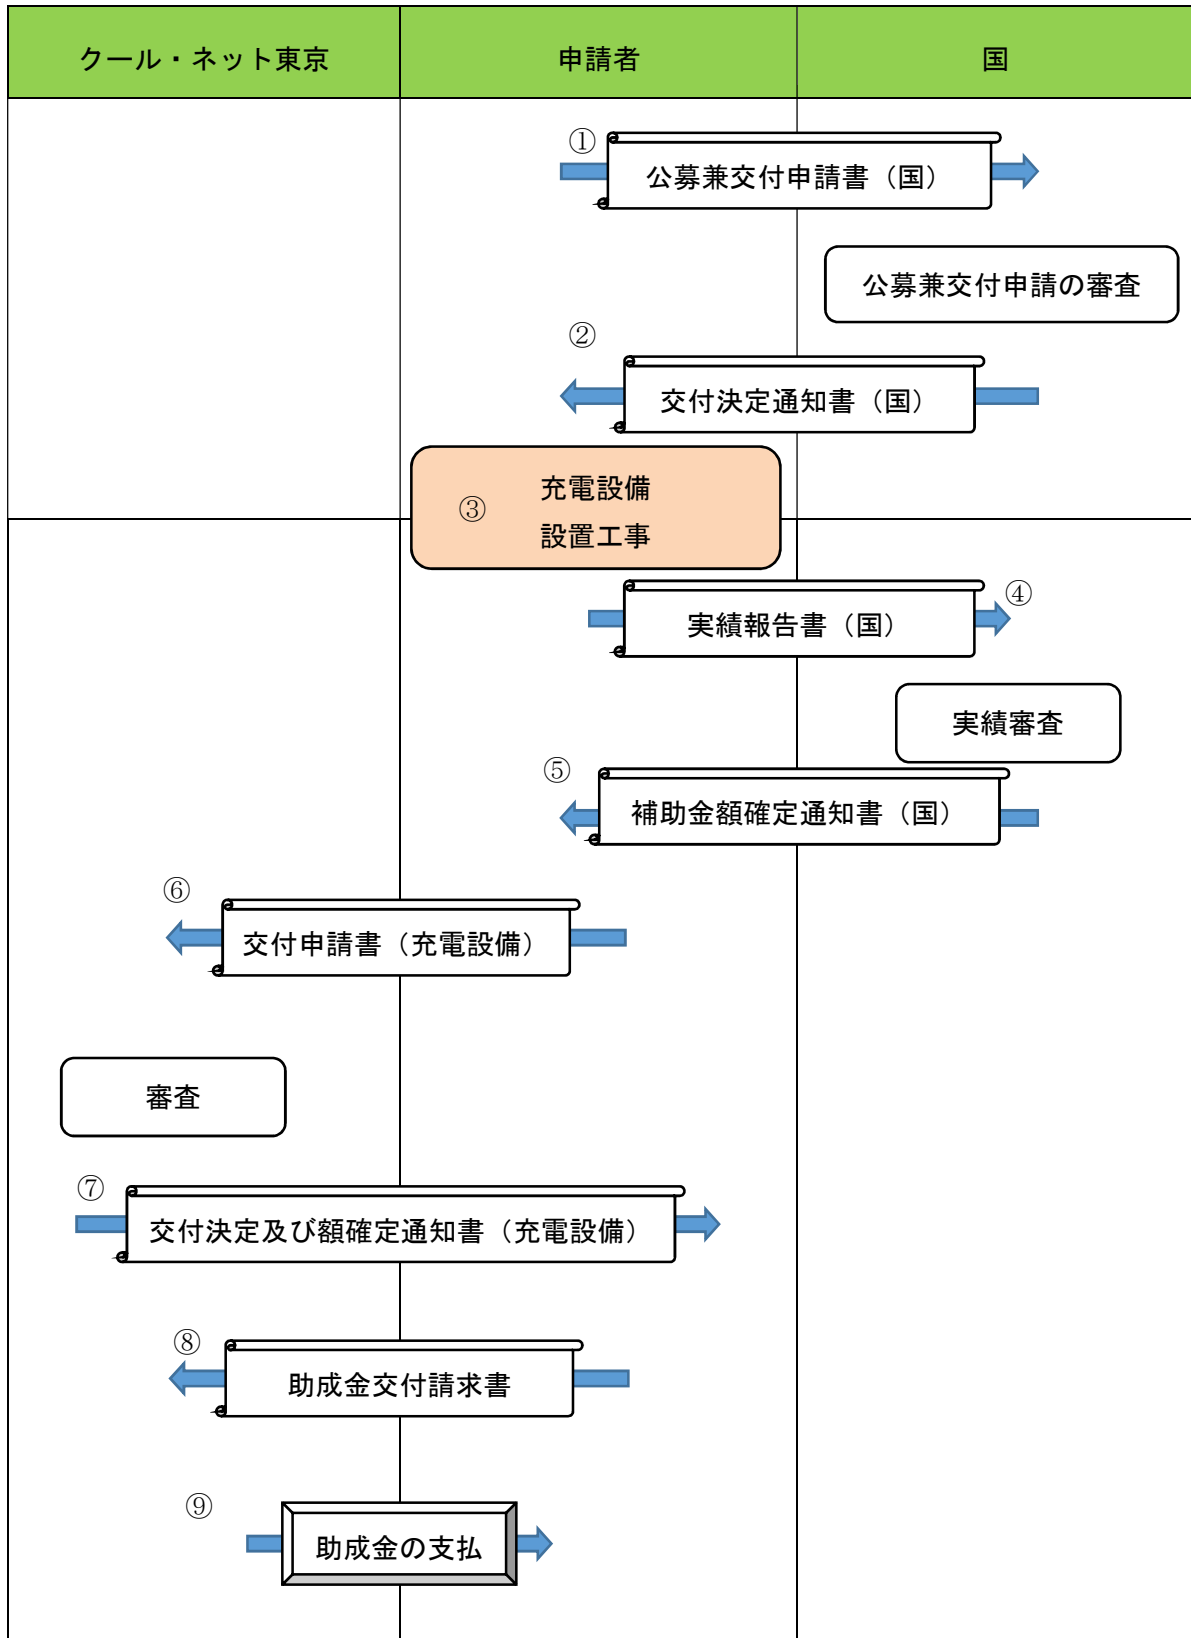 クール・ネット東京
申請者
国
①
公募兼交付申請書（国）
公募兼交付申請の審査
②
交付決定通知書（国）
③
充電設備
設置工事
④
実績報告書（国）
実績審査
⑤
補助金額確定通知書（国）
⑥
交付申請書（充電設備）
審査
⑦
交付決定及び額確定通知書（充電設備）
⑧
助成金交付請求書
⑨
助成金の支払